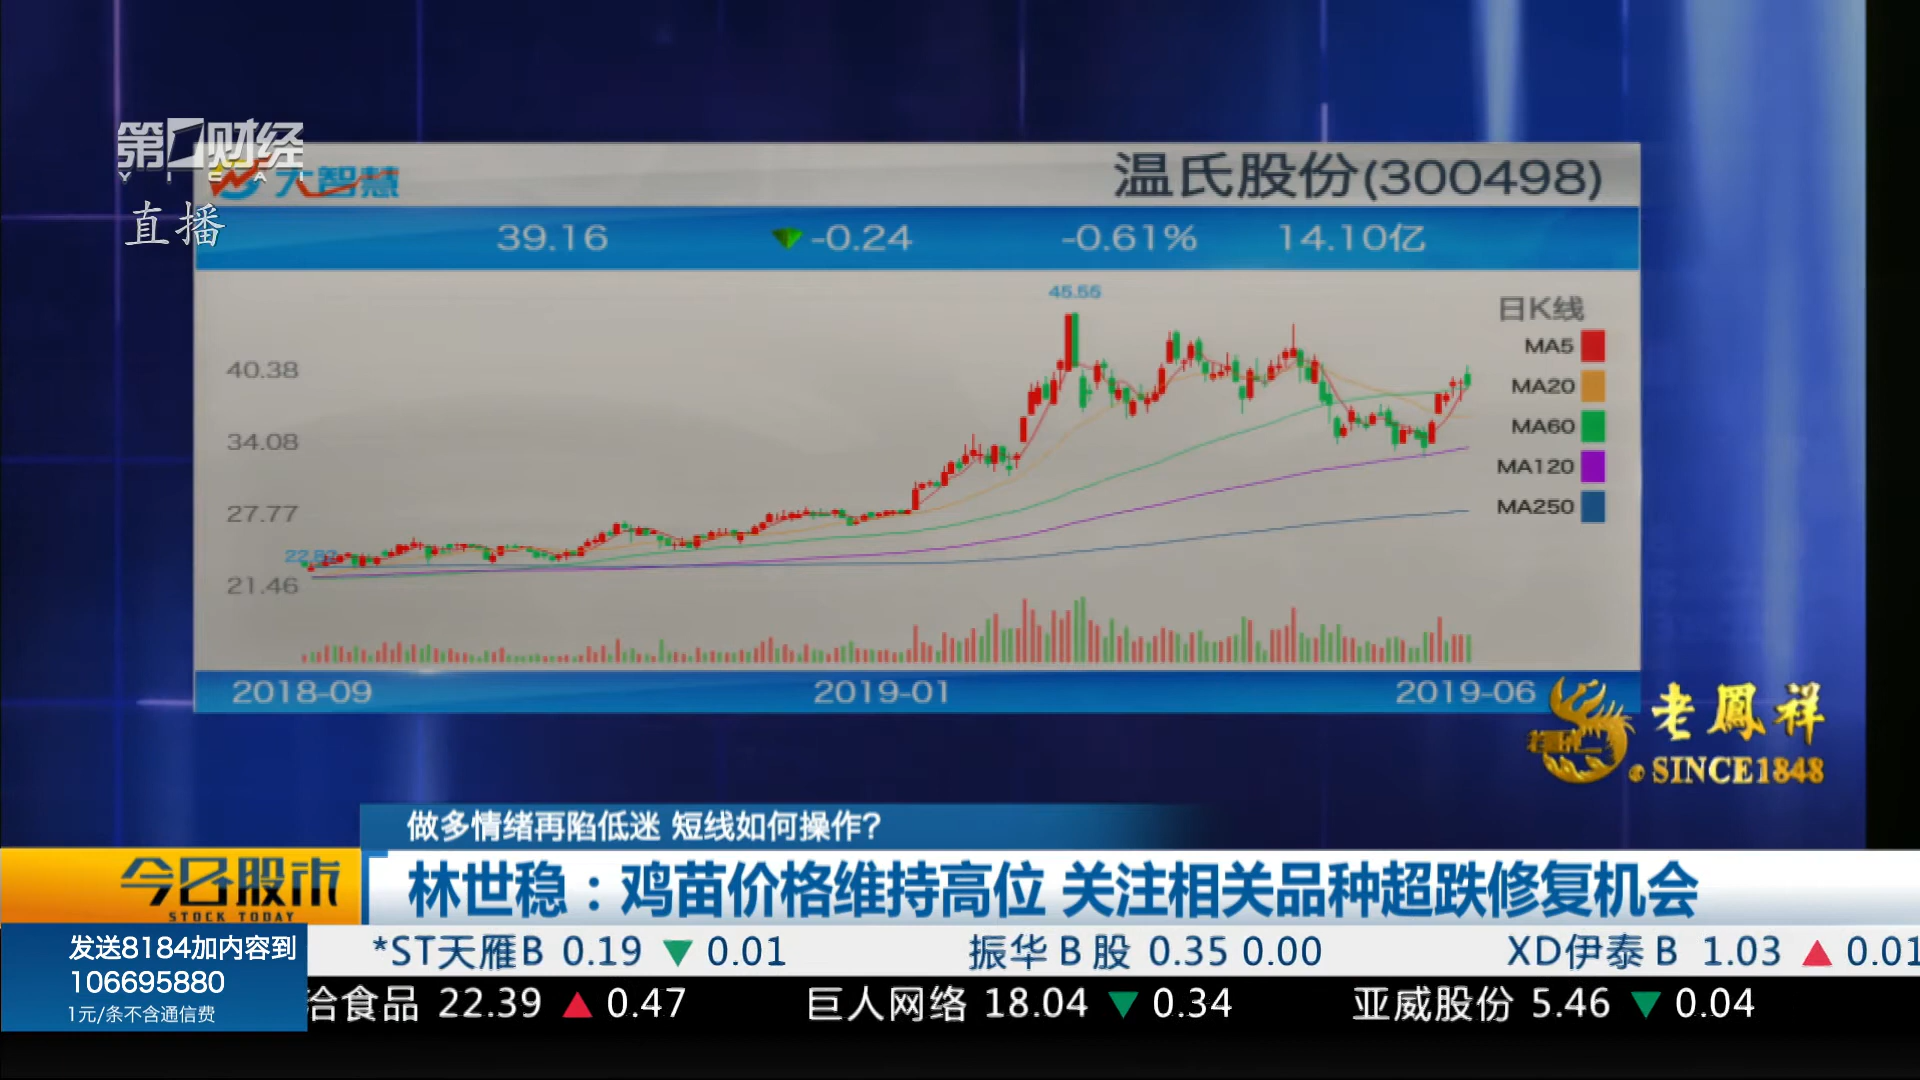 第一财经
YICAI
大智慧
直播
温氏股份(300498)
39.16 -0.24 -0.61% 14.10亿
45.55
日K线
MA5
40.38
MA20
MA60
34.08
MA120
MA250
27.77
21.46
2018-09 2019-01 2019-06
老鳳祥
SINCE1848
做多情绪再陷低迷 短线如何操作?
今日股市
STOCK TODAY
林世稳：鸡苗价格维持高位 关注相关品种超跌修复机会
*ST天雁B 0.19 ▼ 0.01 振华B股 0.35 0.00 XD伊泰B 1.03 ▲ 0.01
发送8184加内容到
106695880
1元/条不含通信费
洽食品 22.39 ▲ 0.47 巨人网络 18.04 ▼ 0.34 亚威股份 5.46 ▼ 0.04